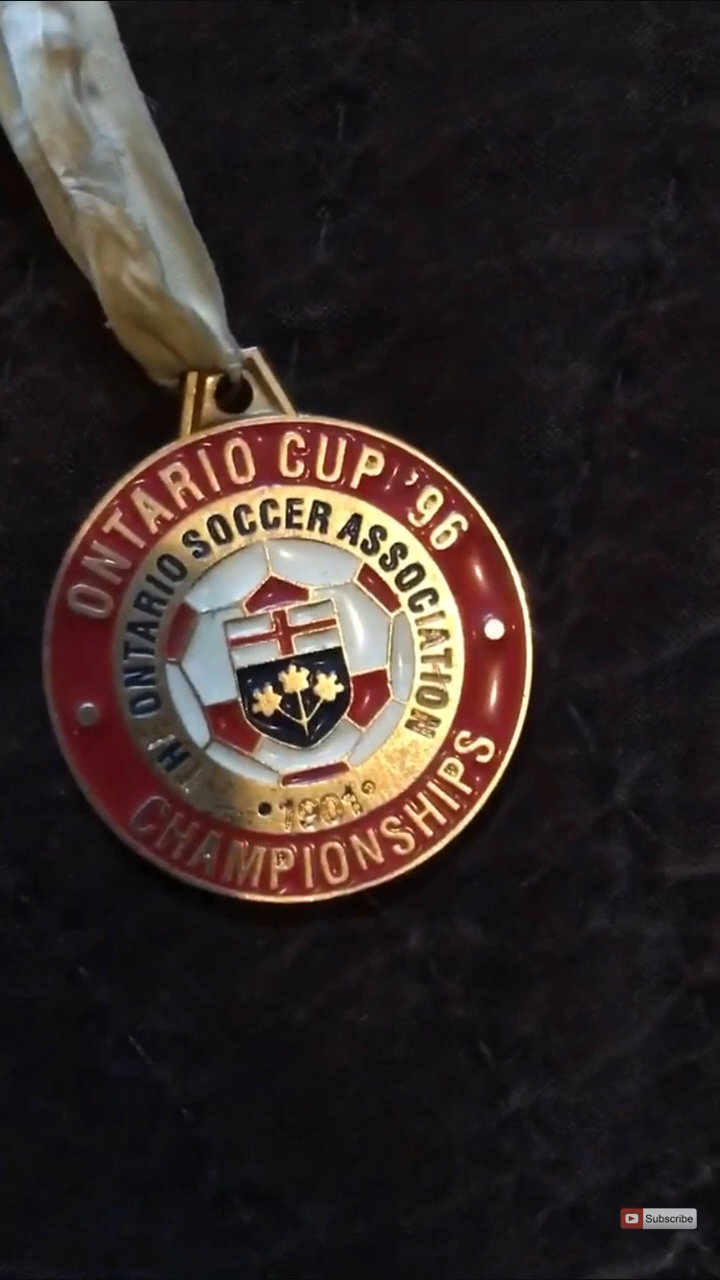 ONTARIO CUP '96
ONTARIO SOCCER ASSOCIATION
• 1901 •
CHAMPIONSHIPS
Subscribe